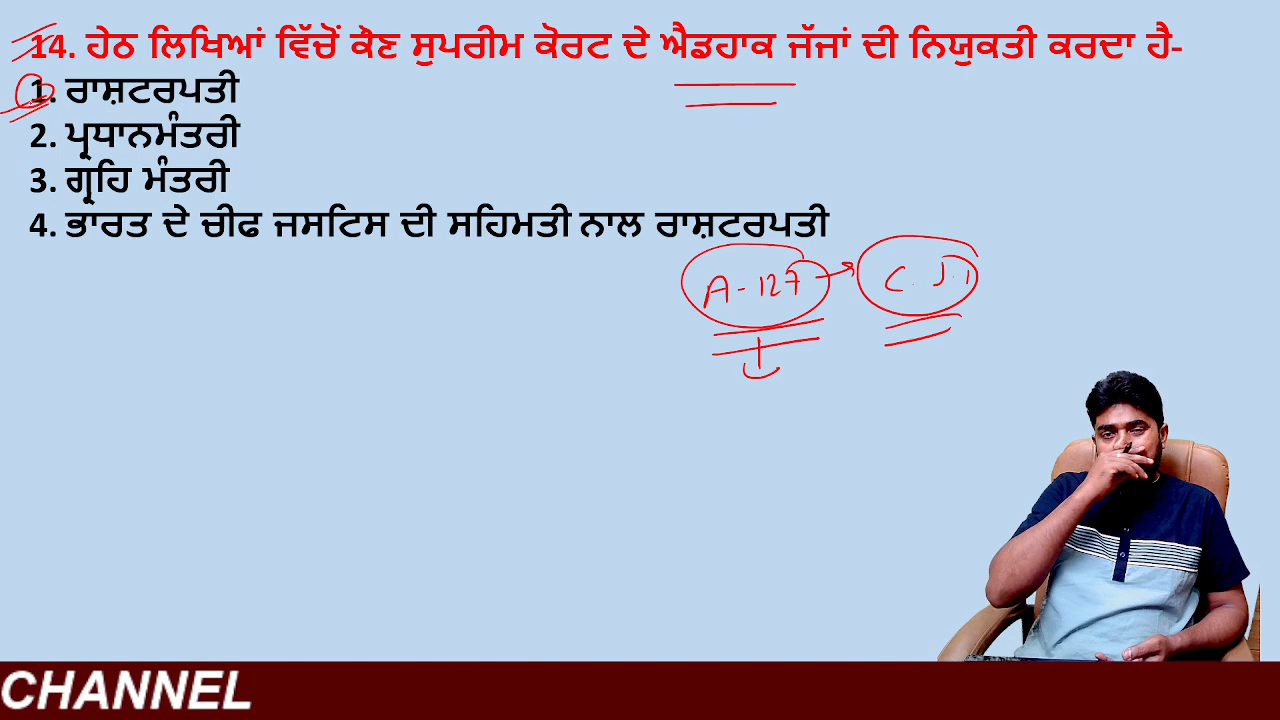 14. ਹੇਠ ਲਿਖਿਆਂ ਵਿੱਚੋਂ ਕੋਣ ਸੁਪਰੀਮ ਕੋਰਟ ਦੇ ਐਡਹਾਕ ਜੱਜਾਂ ਦੀ ਨਿਯੁਕਤੀ ਕਰਦਾ ਹੈ-
1. ਰਾਸ਼ਟਰਪਤੀ
2. ਪ੍ਰਧਾਨਮੰਤਰੀ
3. ਗ੍ਰਹਿ ਮੰਤਰੀ
4. ਭਾਰਤ ਦੇ ਚੀਫ ਜਸਟਿਸ ਦੀ ਸਹਿਮਤੀ ਨਾਲ ਰਾਸ਼ਟਰਪਤੀ
A-127 C.J.I
CHANNEL